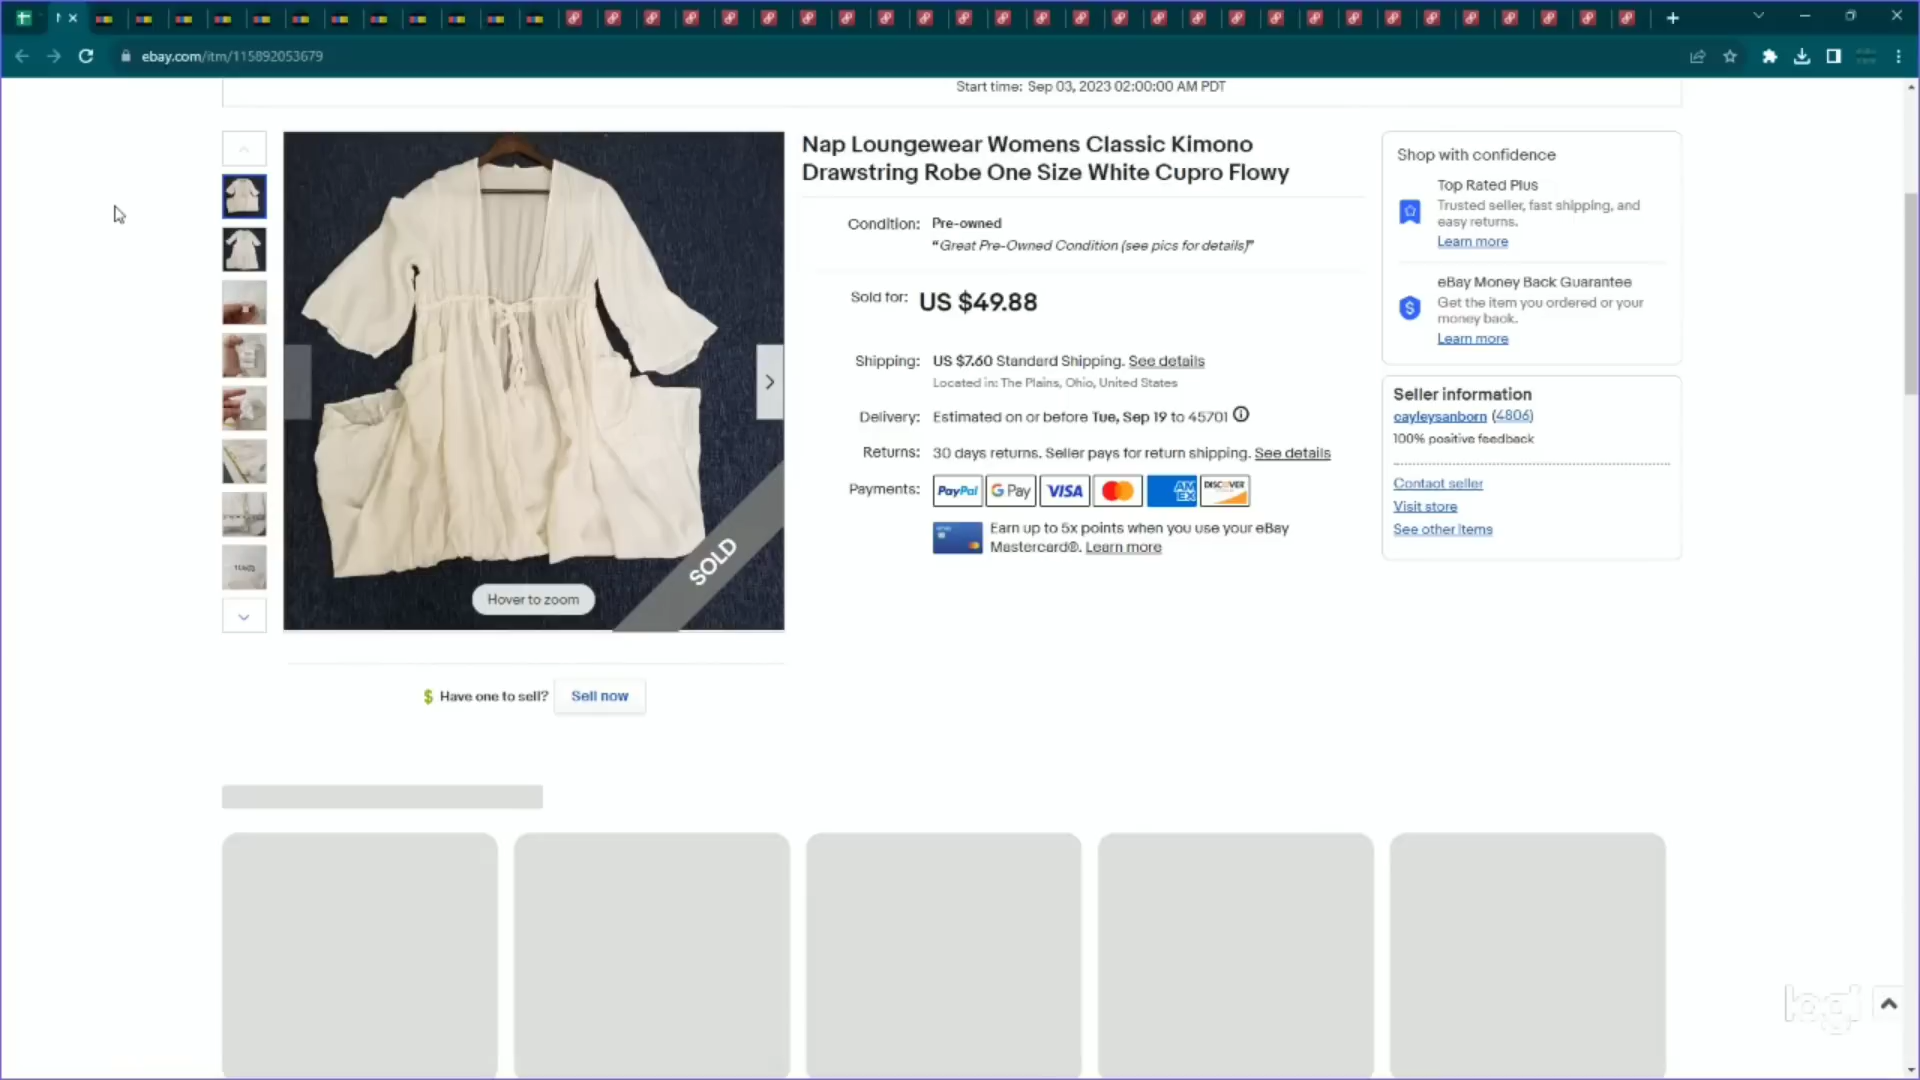 ebay.com/itm/115892053679
Start time: Sep 03, 2023 02:00:00 AM PDT
Nap Loungewear Womens Classic Kimono
Drawstring Robe One Size White Cupro Flowy
Condition: Pre-owned
“Great Pre-Owned Condition (see pics for details)”
Sold for: US $49.88
Shipping: US $7.60 Standard Shipping. See details
Located in: The Plains, Ohio, United States
Delivery: Estimated on or before Tue, Sep 19 to 45701
Returns: 30 days returns. Seller pays for return shipping. See details
Payments: PayPal G Pay VISA AM EX DISCOVER
Earn up to 5x points when you use your eBay
Mastercard®. Learn more
SOLD
Hover to zoom
$ Have one to sell? Sell now
Shop with confidence
Top Rated Plus
Trusted seller, fast shipping, and
easy returns.
Learn more
eBay Money Back Guarantee
Get the item you ordered or your
money back.
Learn more
Seller information
cayleysanborn (4806)
100% positive feedback
Contact seller
Visit store
See other items
logi